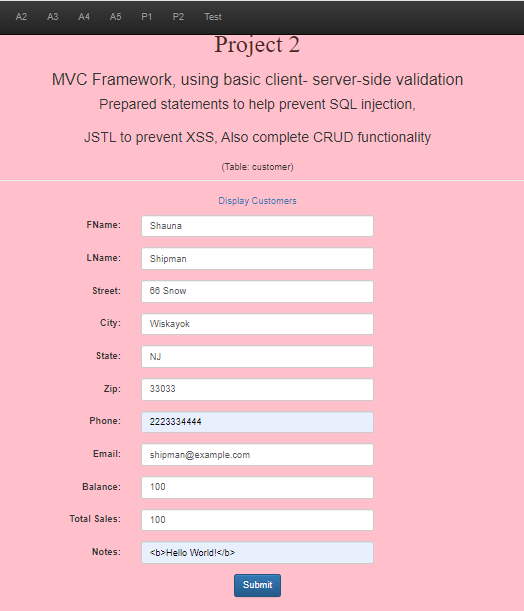 A2 A3 A4 A5 P1 P2 Test
Project 2
MVC Framework, using basic client- server-side validation
Prepared statements to help prevent SQL injection,
JSTL to prevent XSS, Also complete CRUD functionality
(Table: customer)
Display Customers
FName: Shauna
LName: Shipman
Street: 66 Snow
City: Wiskayok
State: NJ
Zip: 33033
Phone: 2223334444
Email: shipman@example.com
Balance: 100
Total Sales: 100
Notes: <b>Hello World!</b>
Submit